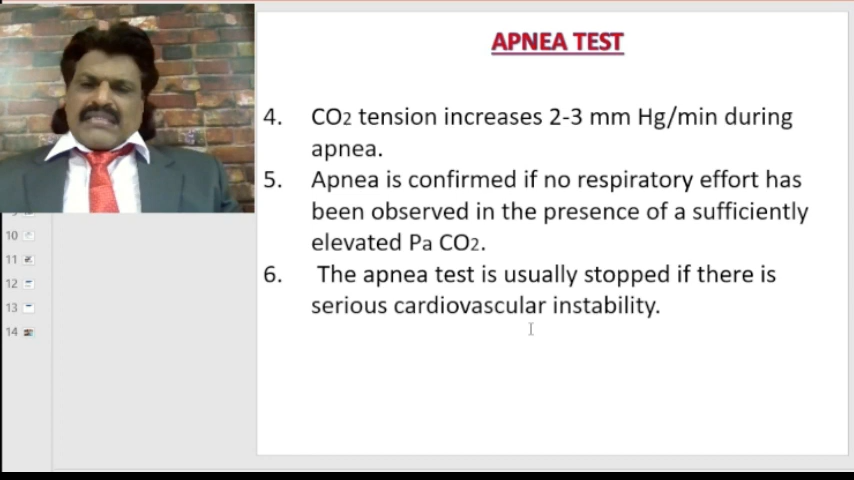 APNEA TEST
4. CO2 tension increases 2-3 mm Hg/min during
apnea.
5. Apnea is confirmed if no respiratory effort has
been observed in the presence of a sufficiently
elevated Pa CO2.
6. The apnea test is usually stopped if there is
serious cardiovascular instability.
10
11
12
13
14